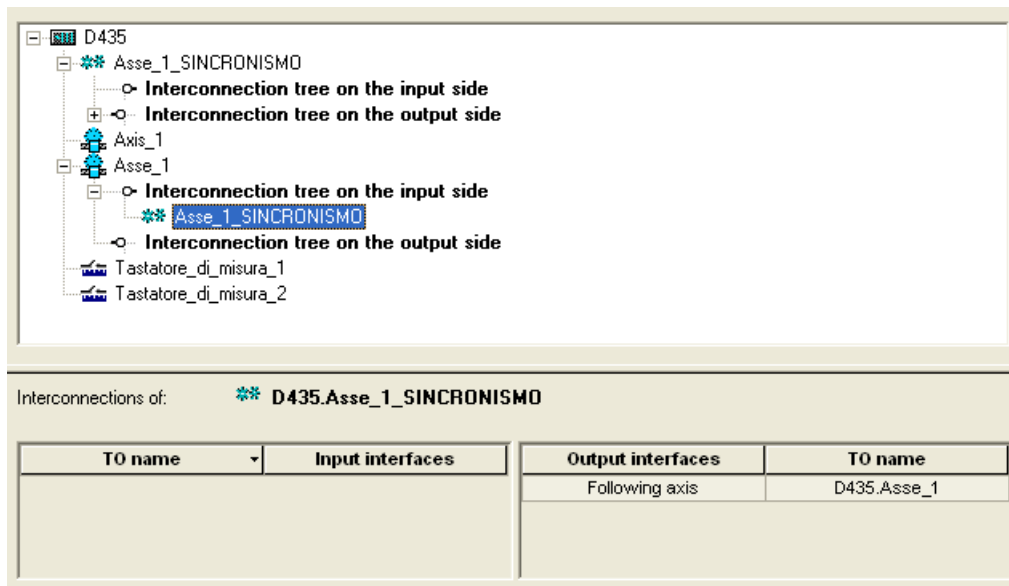 D435
Asse_1_SINCRONISMO
Interconnection tree on the input side
Interconnection tree on the output side
Axis_1
Asse_1
Interconnection tree on the input side
Asse_1_SINCRONISMO
Interconnection tree on the output side
Tastatore_di_misura_1
Tastatore_di_misura_2
Interconnections of: D435.Asse_1_SINCRONISMO
TO name Input interfaces Output interfaces TO name
Following axis D435.Asse_1